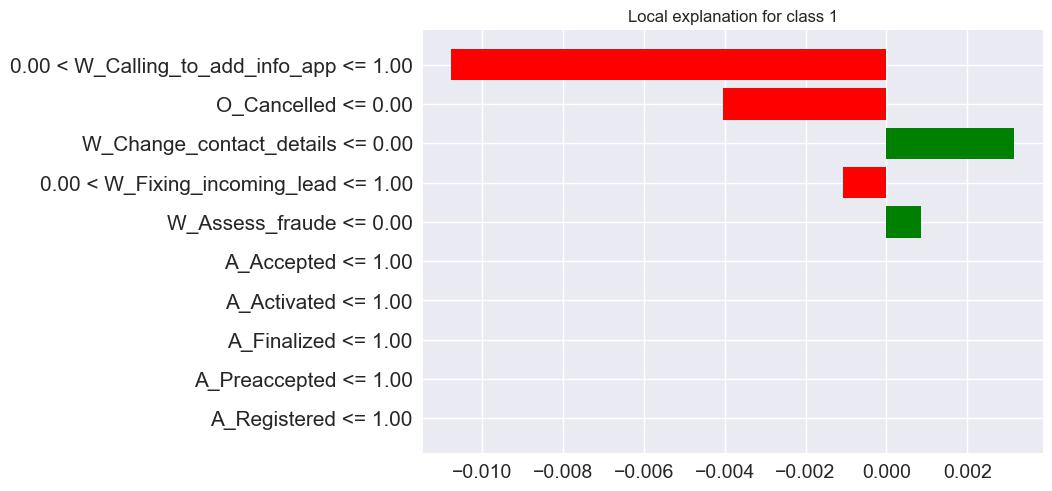 Local explanation for class 1
0.00 < W_Calling_to_add_info_app <= 1.00
O_Cancelled <= 0.00
W_Change_contact_details <= 0.00
0.00 < W_Fixing_incoming_lead <= 1.00
W_Assess_fraude <= 0.00
A_Accepted <= 1.00
A_Activated <= 1.00
A_Finalized <= 1.00
A_Preaccepted <= 1.00
A_Registered <= 1.00
−0.010 −0.008 −0.006 −0.004 −0.002 0.000 0.002